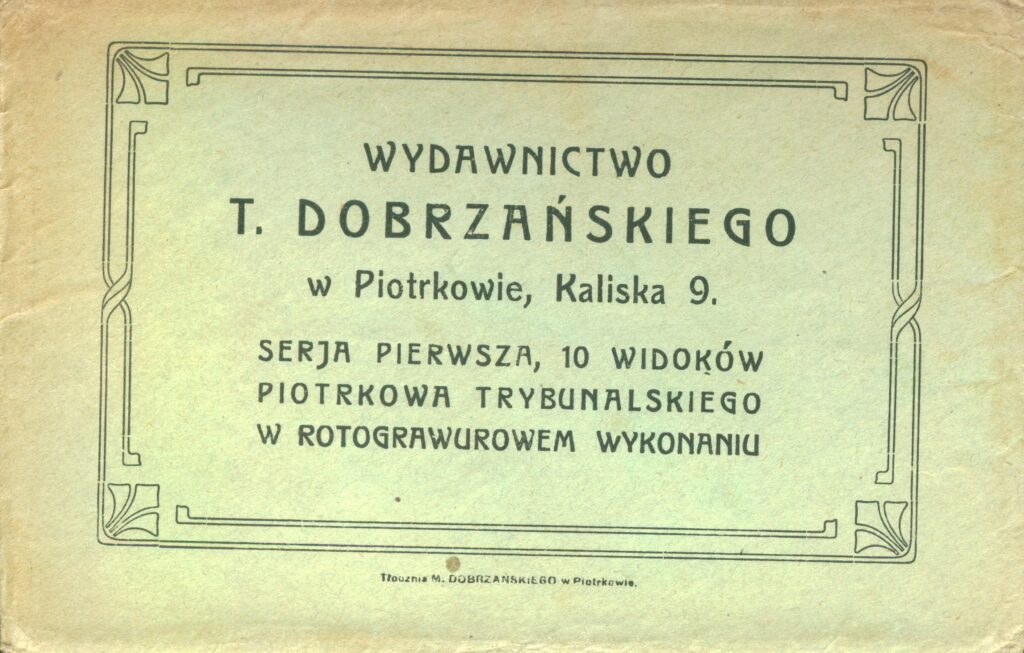 WYDAWNICTWO
T. DOBRZAŃSKIEGO
w Piotrkowie, Kaliska 9.
SERJA PIERWSZA, 10 WIDOKÓW
PIOTRKOWA TRYBUNALSKIEGO
W ROTOGRAWUROWEM WYKONANIU
Tłocznia M. DOBRZAŃSKIEGO w Piotrkowie.